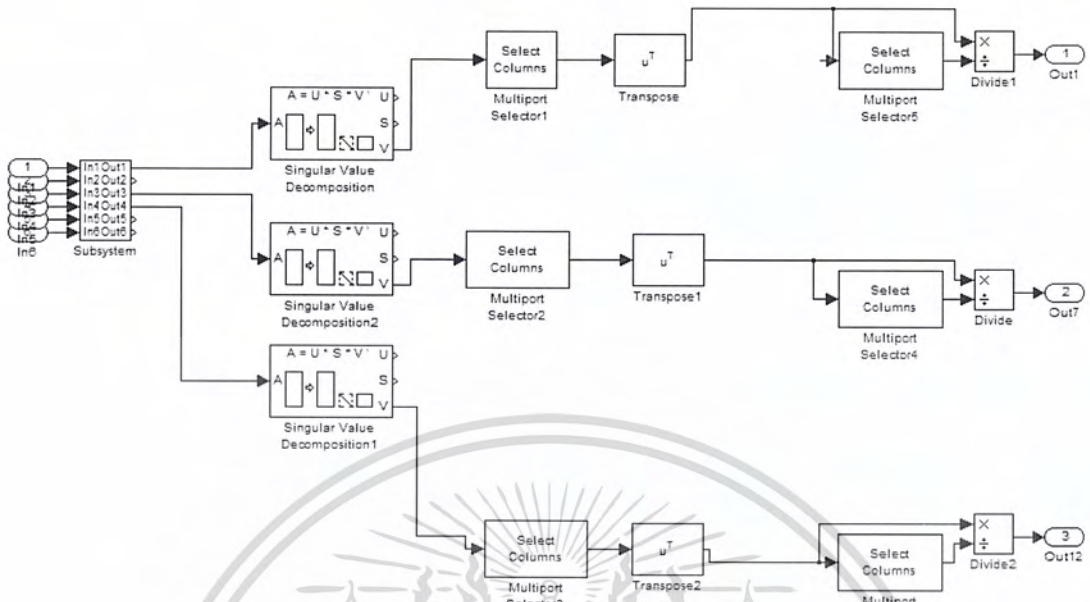 Select
Columns
Multiport
Selector1
u^T
Transpose
Select
Columns
Multiport
Selector5
×
÷
Divide1
1
Out1
A = U * S * V' U
A
S
V
Singular Value
Decomposition
1
In1 Out1
In2 Out2
In3 Out3
In4 Out4
In5 Out5
In6 Out6
Subsystem
In6
A = U * S * V' U
A
S
V
Singular Value
Decomposition2
Select
Columns
Multiport
Selector2
u^T
Transpose1
Select
Columns
Multiport
Selector4
×
÷
Divide
2
Out7
A = U * S * V' U
A
S
V
Singular Value
Decomposition1
Select
Columns
Multiport
u^T
Transpose2
Select
Columns
Multiport
×
÷
Divide2
3
Out12